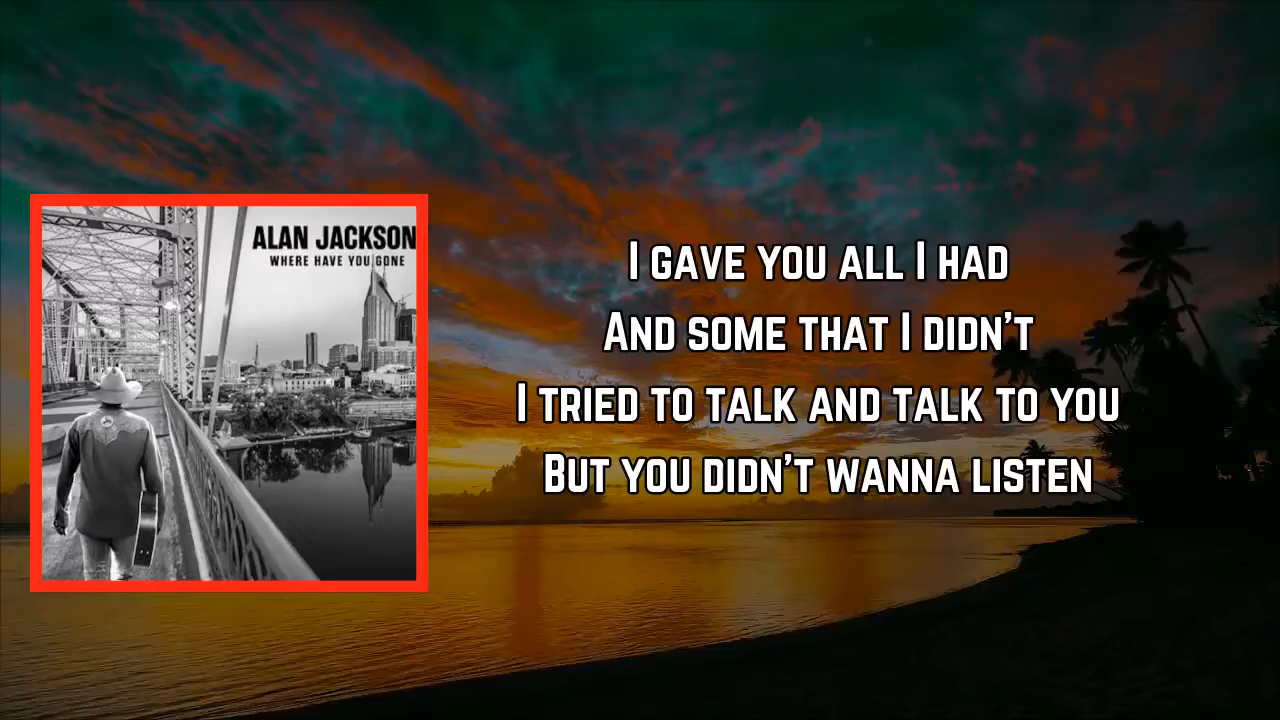 ALAN JACKSON
WHERE HAVE YOU GONE
I GAVE YOU ALL I HAD
AND SOME THAT I DIDN'T
I TRIED TO TALK AND TALK TO YOU
BUT YOU DIDN'T WANNA LISTEN